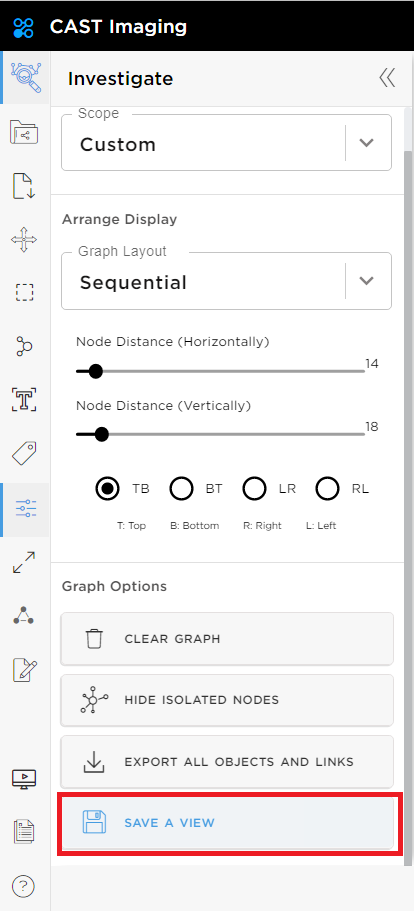 CAST Imaging
Investigate
Scope
Custom
Arrange Display
Graph Layout
Sequential
Node Distance (Horizontally)
14
Node Distance (Vertically)
18
TB BT LR RL
T: Top B: Bottom R: Right L: Left
Graph Options
CLEAR GRAPH
HIDE ISOLATED NODES
EXPORT ALL OBJECTS AND LINKS
SAVE A VIEW